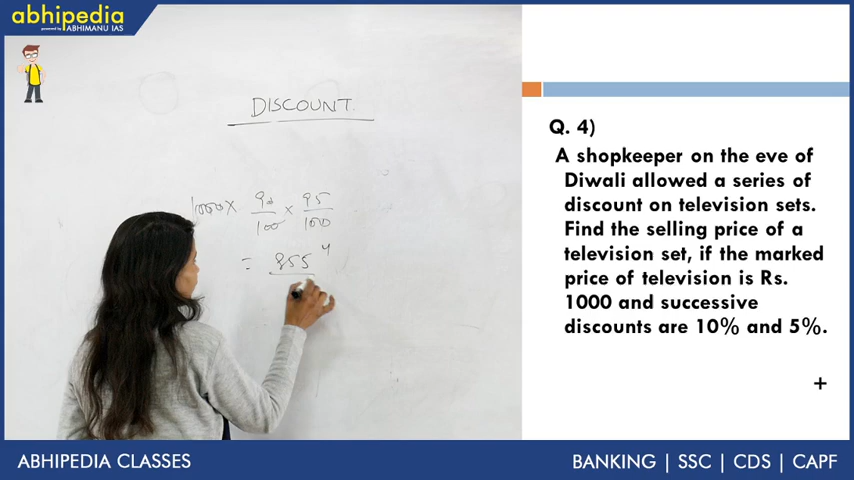 abhipedia
powered by ABHIMANU IAS
DISCOUNT.
1000 × 90/100 × 95/100
= 855
Q. 4)
A shopkeeper on the eve of
Diwali allowed a series of
discount on television sets.
Find the selling price of a
television set, if the marked
price of television is Rs.
1000 and successive
discounts are 10% and 5%.
+
ABHIPEDIA CLASSES
BANKING | SSC | CDS | CAPF